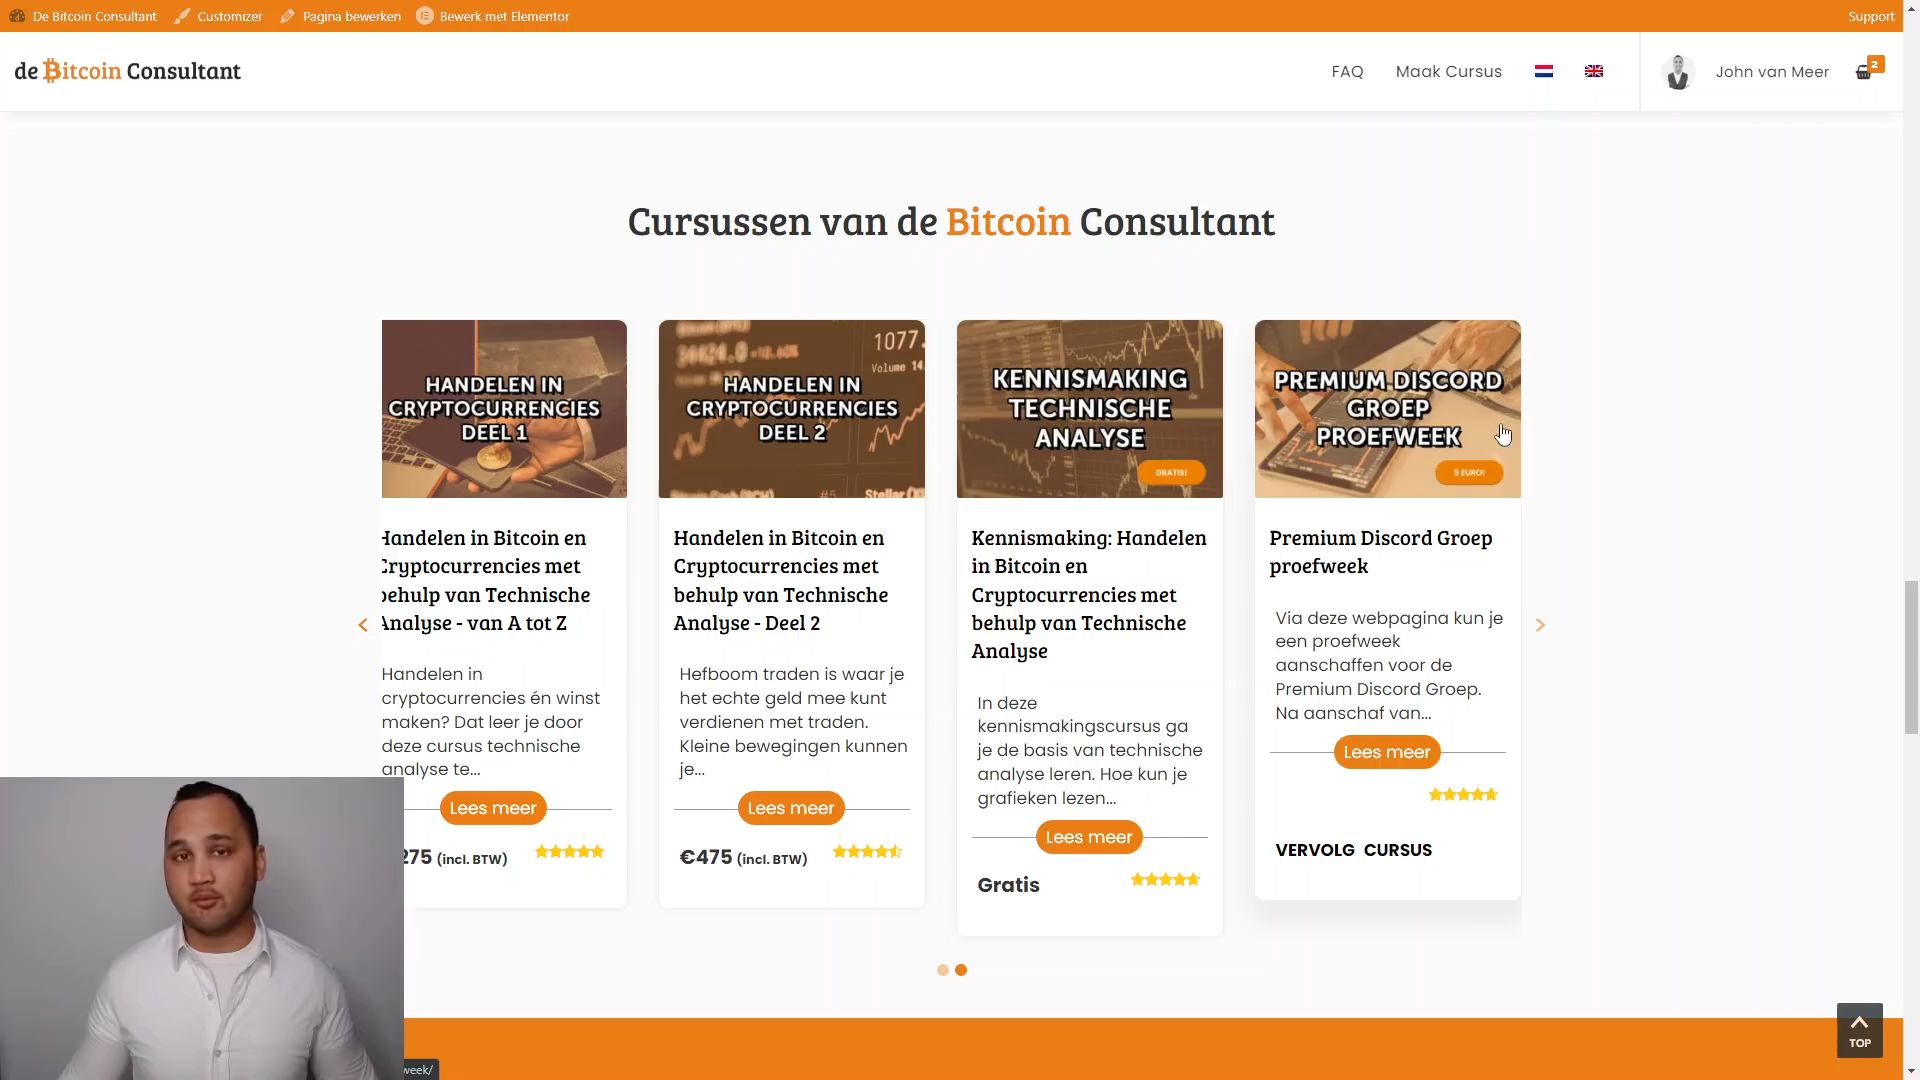 De Bitcoin Consultant Customizer Pagina bewerken Bewerk met Elementor Support
de Bitcoin Consultant
FAQ Maak Cursus John van Meer 2
Cursussen van de Bitcoin Consultant
HANDELEN IN
CRYPTOCURRENCIES
DEEL 1
Handelen in Bitcoin en
Cryptocurrencies met
behulp van Technische
Analyse - van A tot Z
Handelen in
cryptocurrencies én winst
maken? Dat leer je door
deze cursus technische
analyse te...
Lees meer
275 (incl. BTW)
1077.
Volume 14.
HANDELEN IN
CRYPTOCURRENCIES
DEEL 2
Handelen in Bitcoin en
Cryptocurrencies met
behulp van Technische
Analyse - Deel 2
Hefboom traden is waar je
het echte geld mee kunt
verdienen met traden.
Kleine bewegingen kunnen
je...
Lees meer
€475 (incl. BTW)
KENNISMAKING
TECHNISCHE
ANALYSE
GRATIS!
Kennismaking: Handelen
in Bitcoin en
Cryptocurrencies met
behulp van Technische
Analyse
In deze
kennismakingscursus ga
je de basis van technische
analyse leren. Hoe kun je
grafieken lezen...
Lees meer
Gratis
PREMIUM DISCORD
GROEP
PROEFWEEK
5 EURO!
Premium Discord Groep
proefweek
Via deze webpagina kun je
een proefweek
aanschaffen voor de
Premium Discord Groep.
Na aanschaf van...
Lees meer
VERVOLG CURSUS
TOP
week/